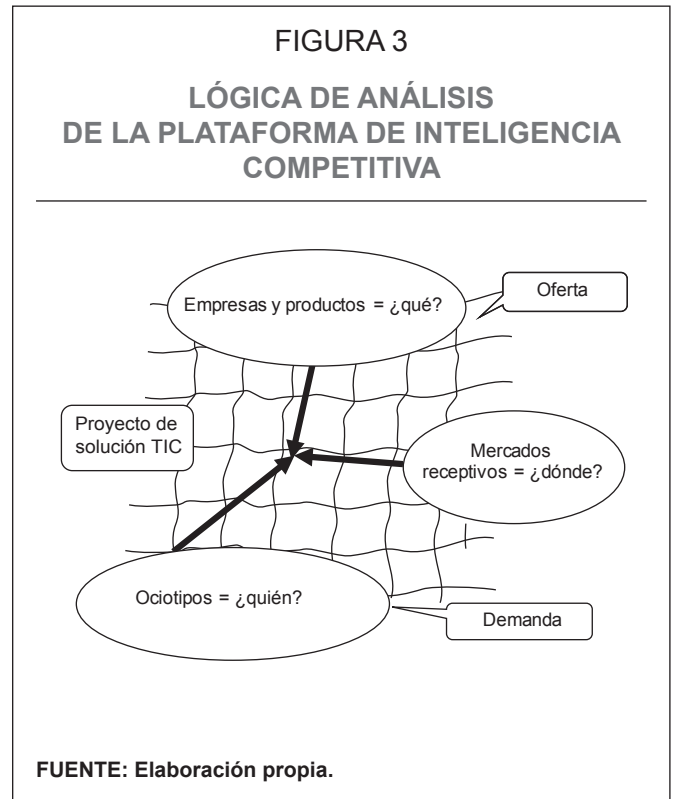 FIGURA 3
LÓGICA DE ANÁLISIS
DE LA PLATAFORMA DE INTELIGENCIA
COMPETITIVA
Empresas y productos = ¿qué?
Oferta
Proyecto de
solución TIC
Mercados
receptivos = ¿dónde?
Ociotipos = ¿quién?
Demanda
FUENTE: Elaboración propia.